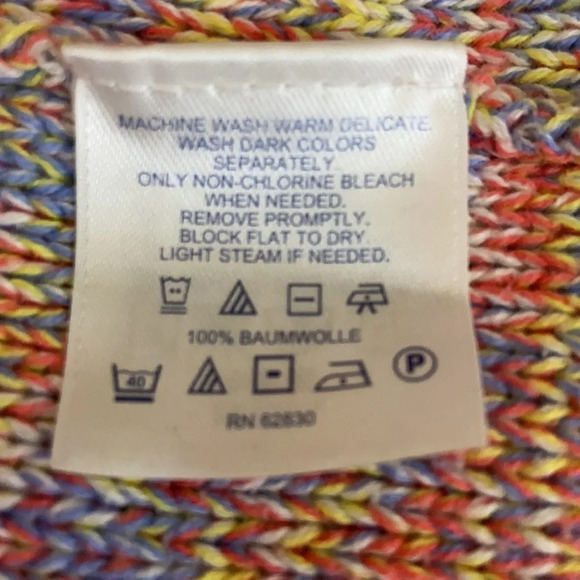 MACHINE WASH WARM DELICATE.
WASH DARK COLORS
SEPARATELY.
ONLY NON-CHLORINE BLEACH
WHEN NEEDED.
REMOVE PROMPTLY.
BLOCK FLAT TO DRY.
LIGHT STEAM IF NEEDED.
100% BAUMWOLLE
40 P
RN 62830